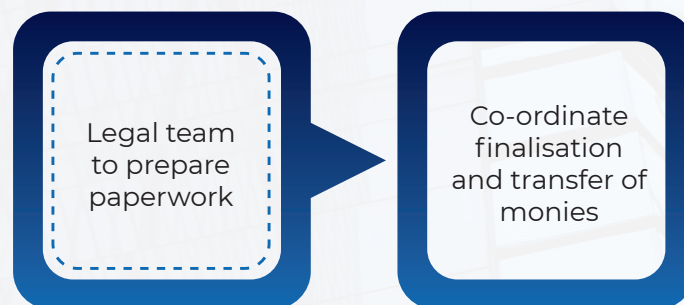 Legal team
to prepare
paperwork
Co-ordinate
finalisation
and transfer of
monies